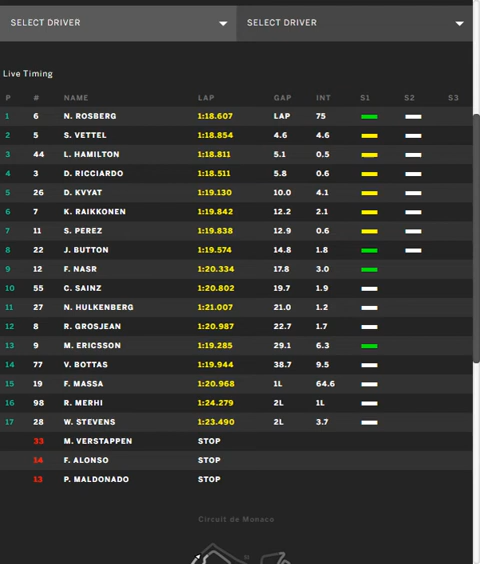 SELECT DRIVER SELECT DRIVER
Live Timing
P # NAME LAP GAP INT S1 S2 S3
1 6 N. ROSBERG 1:18.607 LAP 75
2 5 S. VETTEL 1:18.854 4.6 4.6
3 44 L. HAMILTON 1:18.811 5.1 0.5
4 3 D. RICCIARDO 1:18.511 5.8 0.6
5 26 D. KVYAT 1:19.130 10.0 4.1
6 7 K. RAIKKONEN 1:19.842 12.2 2.1
7 11 S. PEREZ 1:19.838 12.9 0.6
8 22 J. BUTTON 1:19.574 14.8 1.8
9 12 F. NASR 1:20.334 17.8 3.0
10 55 C. SAINZ 1:20.802 19.7 1.9
11 27 N. HULKENBERG 1:21.007 21.0 1.2
12 8 R. GROSJEAN 1:20.987 22.7 1.7
13 9 M. ERICSSON 1:19.285 29.1 6.3
14 77 V. BOTTAS 1:19.944 38.7 9.5
15 19 F. MASSA 1:20.968 1L 64.6
16 98 R. MERHI 1:24.279 2L 1L
17 28 W. STEVENS 1:23.490 2L 3.7
33 M. VERSTAPPEN STOP
14 F. ALONSO STOP
13 P. MALDONADO STOP
Circuit de Monaco